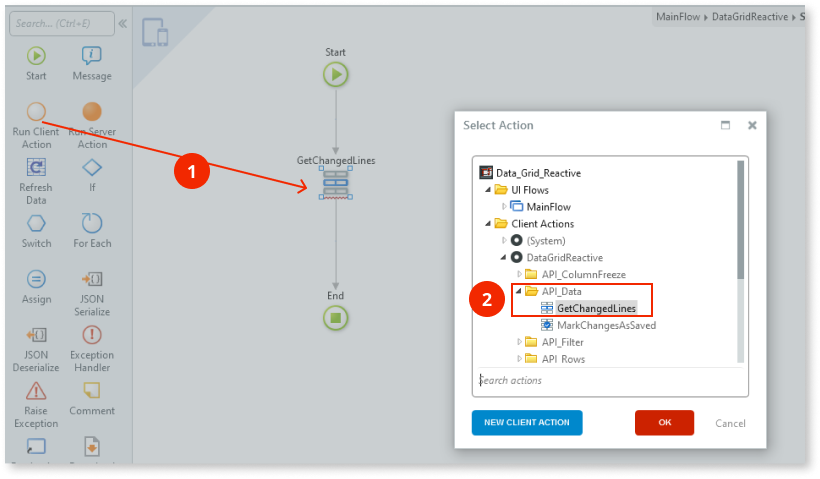 Search... (Ctrl+E)
MainFlow DataGridReactive S
Start
Message
Run Client
Action
Run Server
Action
Refresh
Data
If
Switch
For Each
Assign
JSON
Serialize
JSON
Deserialize
Exception
Handler
Raise
Exception
Comment
Start
1
GetChangedLines
End
Select Action
Data_Grid_Reactive
UI Flows
MainFlow
Client Actions
(System)
DataGridReactive
API_ColumnFreeze
2
API_Data
GetChangedLines
MarkChangesAsSaved
API_Filter
API_Rows
Search actions
NEW CLIENT ACTION
OK
Cancel